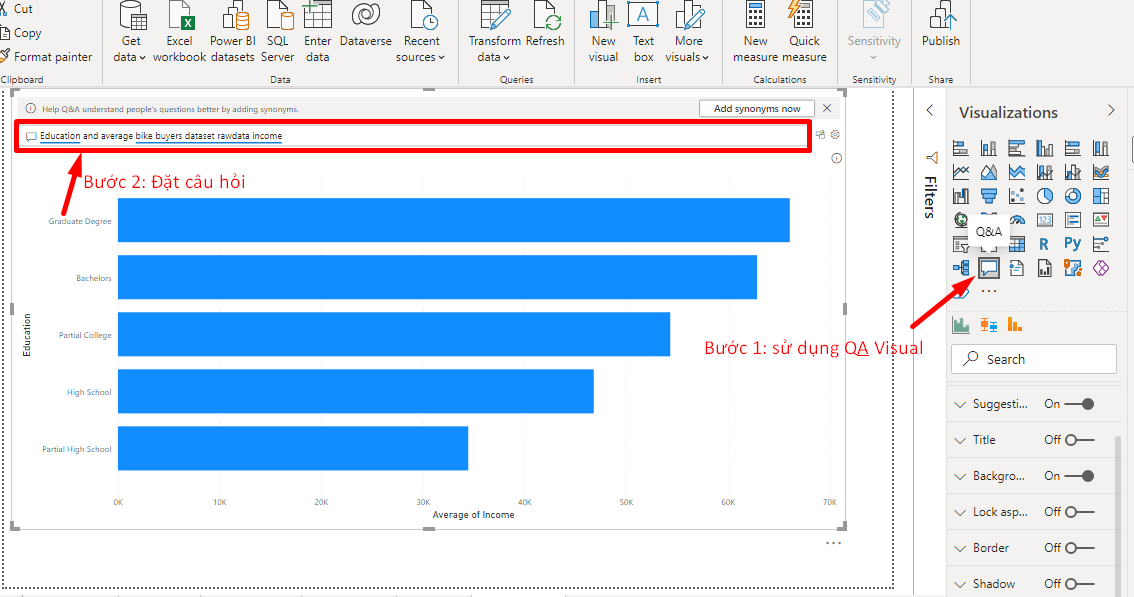 Cut
Copy
Format painter
Clipboard
Get data
Excel workbook
Power BI datasets
SQL Server
Enter data
Dataverse
Recent sources
Data
Transform data
Refresh
Queries
New visual
Text box
More visuals
Insert
New measure
Quick measure
Calculations
Sensitivity
Sensitivity
Publish
Share
Help Q&A understand people's questions better by adding synonyms.
Add synonyms now
Education and average bike buyers dataset rawdata income
Bước 2: Đặt câu hỏi
Graduate Degree
Bachelors
Partial College
High School
Partial High School
Education
0K 10K 20K 30K 40K 50K 60K 70K
Average of Income
Bước 1: sử dụng QA Visual
Filters
Visualizations
123
Q&A
R
Py
Search
Suggesti... On
Title Off
Backgro... On
Lock asp... Off
Border Off
Shadow Off